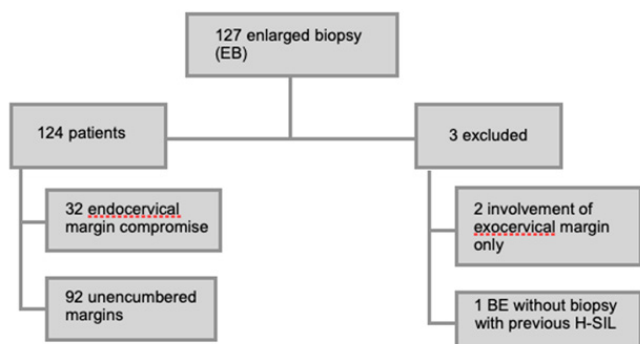 127 enlarged biopsy
(EB)
124 patients
3 excluded
32 endocervical
margin compromise
92 unencumbered
margins
2 involvement of
exocervical margin
only
1 BE without biopsy
with previous H-SIL